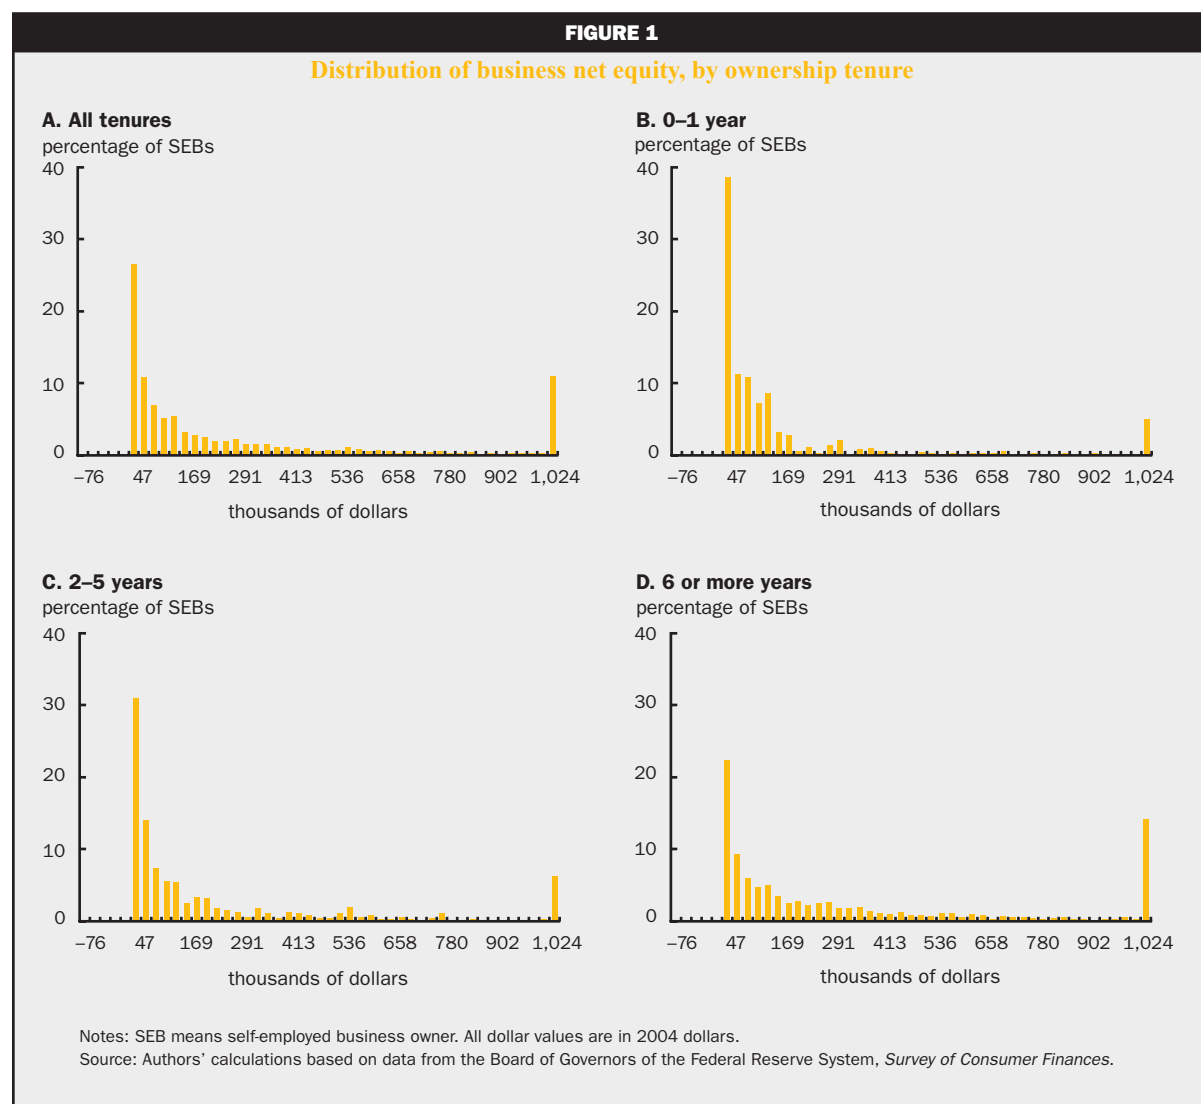 FIGURE 1
Distribution of business net equity, by ownership tenure
A. All tenures
percentage of SEBs
40
30
20
10
0
–76 47 169 291 413 536 658 780 902 1,024
thousands of dollars
B. 0–1 year
percentage of SEBs
40
30
20
10
0
–76 47 169 291 413 536 658 780 902 1,024
thousands of dollars
C. 2–5 years
percentage of SEBs
40
30
20
10
0
–76 47 169 291 413 536 658 780 902 1,024
thousands of dollars
D. 6 or more years
percentage of SEBs
40
30
20
10
0
–76 47 169 291 413 536 658 780 902 1,024
thousands of dollars
Notes: SEB means self-employed business owner. All dollar values are in 2004 dollars.
Source: Authors’ calculations based on data from the Board of Governors of the Federal Reserve System, Survey of Consumer Finances.